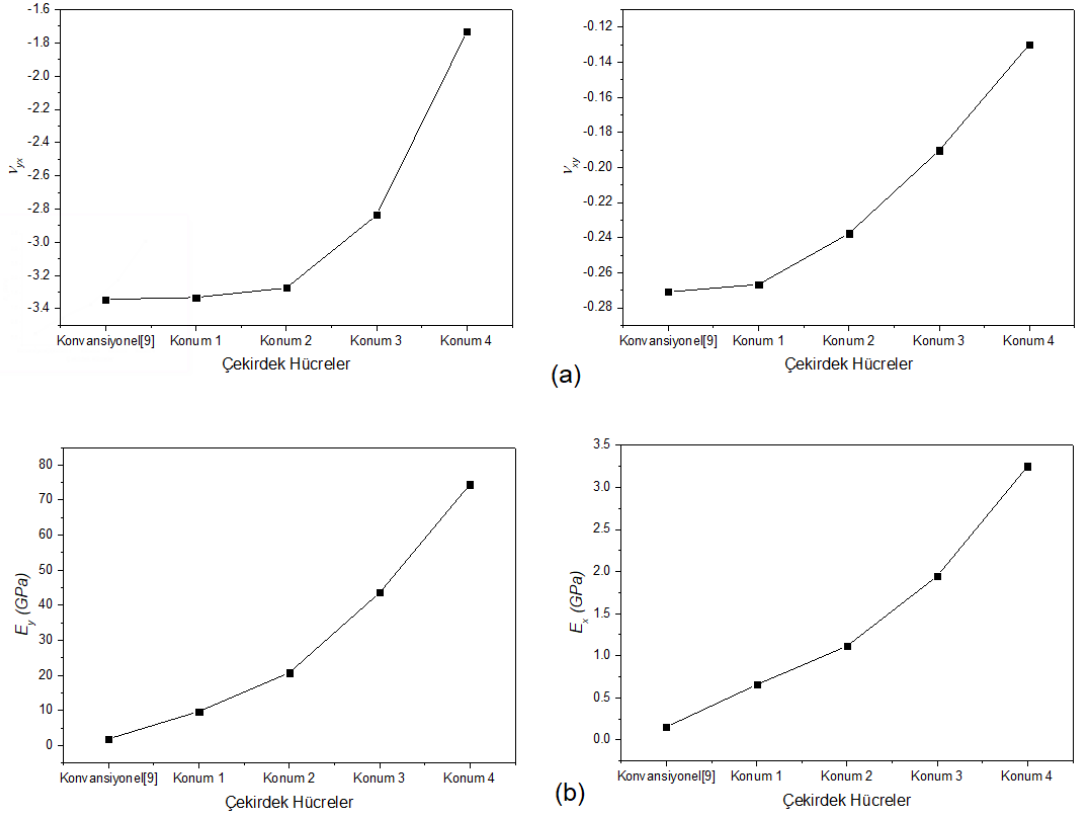 -1.6
-1.8
-2.0
-2.2
-2.4
-2.6
-2.8
-3.0
-3.2
-3.4
νyx
Konvansiyonel[9] Konum 1 Konum 2 Konum 3 Konum 4
Çekirdek Hücreler
-0.12
-0.14
-0.16
-0.18
-0.20
-0.22
-0.24
-0.26
-0.28
νxy
Konvansiyonel[9] Konum 1 Konum 2 Konum 3 Konum 4
Çekirdek Hücreler
(a)
80
70
60
50
40
30
20
10
0
Ey (GPa)
Konvansiyonel[9] Konum 1 Konum 2 Konum 3 Konum 4
Çekirdek Hücreler
3.5
3.0
2.5
2.0
1.5
1.0
0.5
0.0
Ex (GPa)
Konvansiyonel[9] Konum 1 Konum 2 Konum 3 Konum 4
Çekirdek Hücreler
(b)